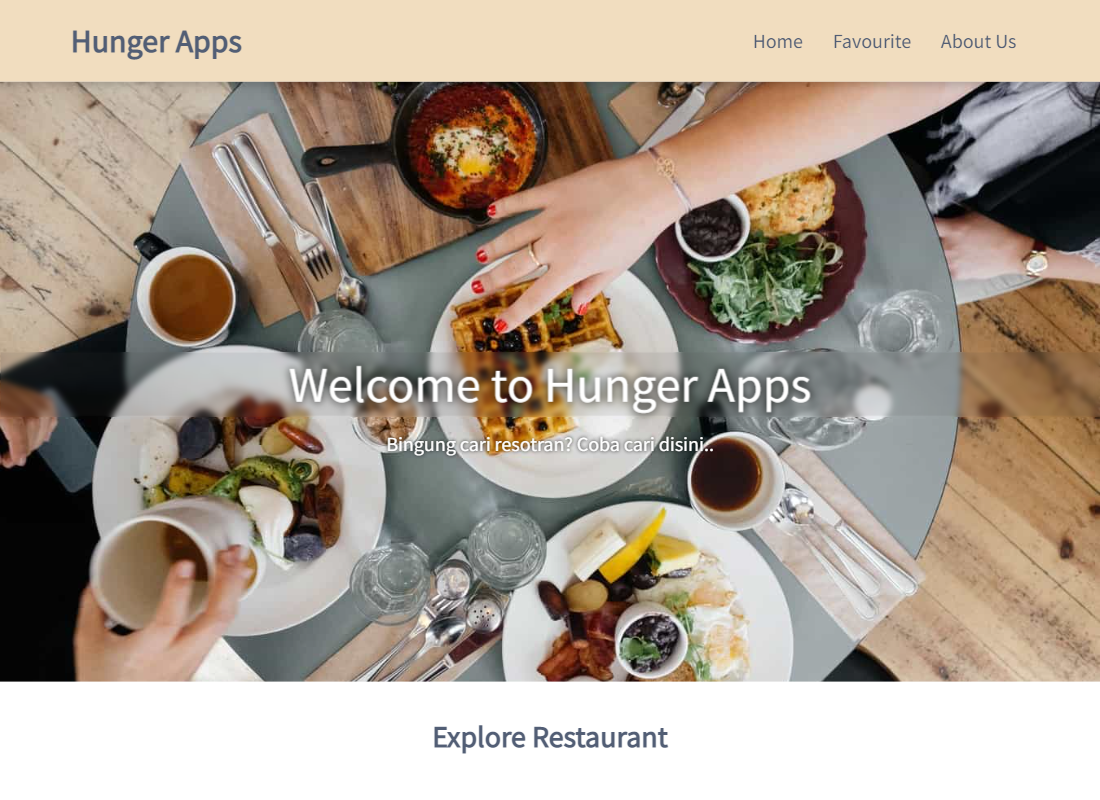 Hunger Apps
Home Favourite About Us
Welcome to Hunger Apps
Bingung cari resotran? Coba cari disini..
Explore Restaurant